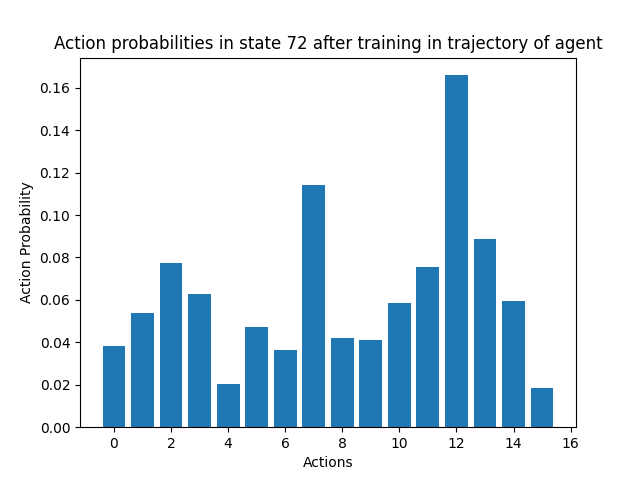 Action probabilities in state 72 after training in trajectory of agent
0.16
0.14
0.12
0.10
0.08
0.06
0.04
0.02
0.00
Action Probability
0 2 4 6 8 10 12 14 16
Actions